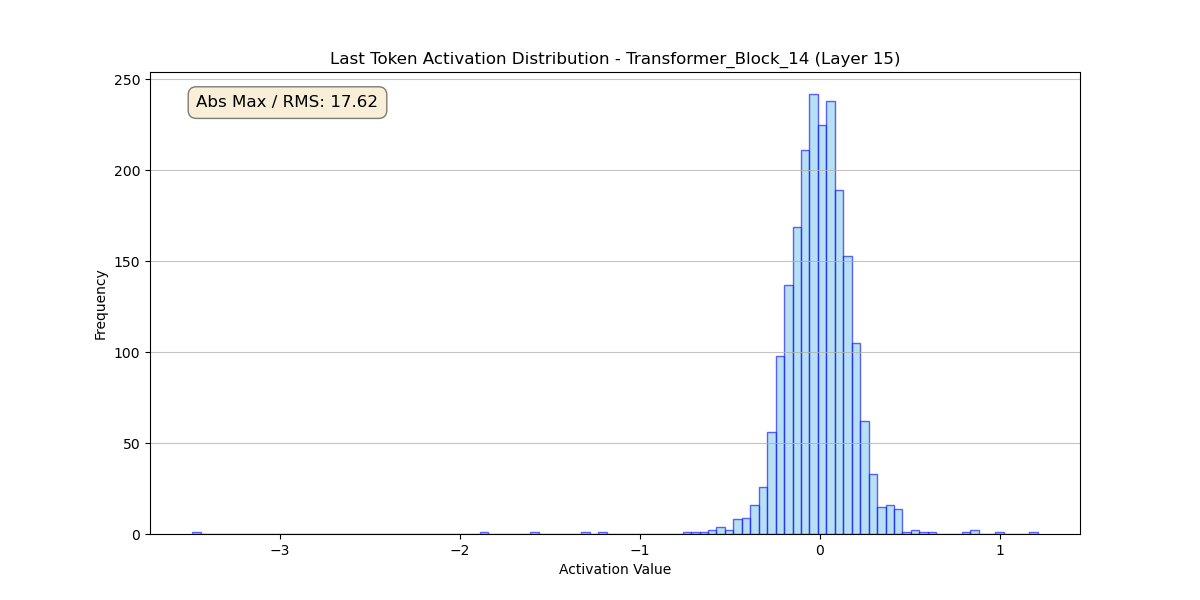 Last Token Activation Distribution - Transformer_Block_14 (Layer 15)
Abs Max / RMS: 17.62
Frequency
250
200
150
100
50
0
−3
−2
−1
0
1
Activation Value